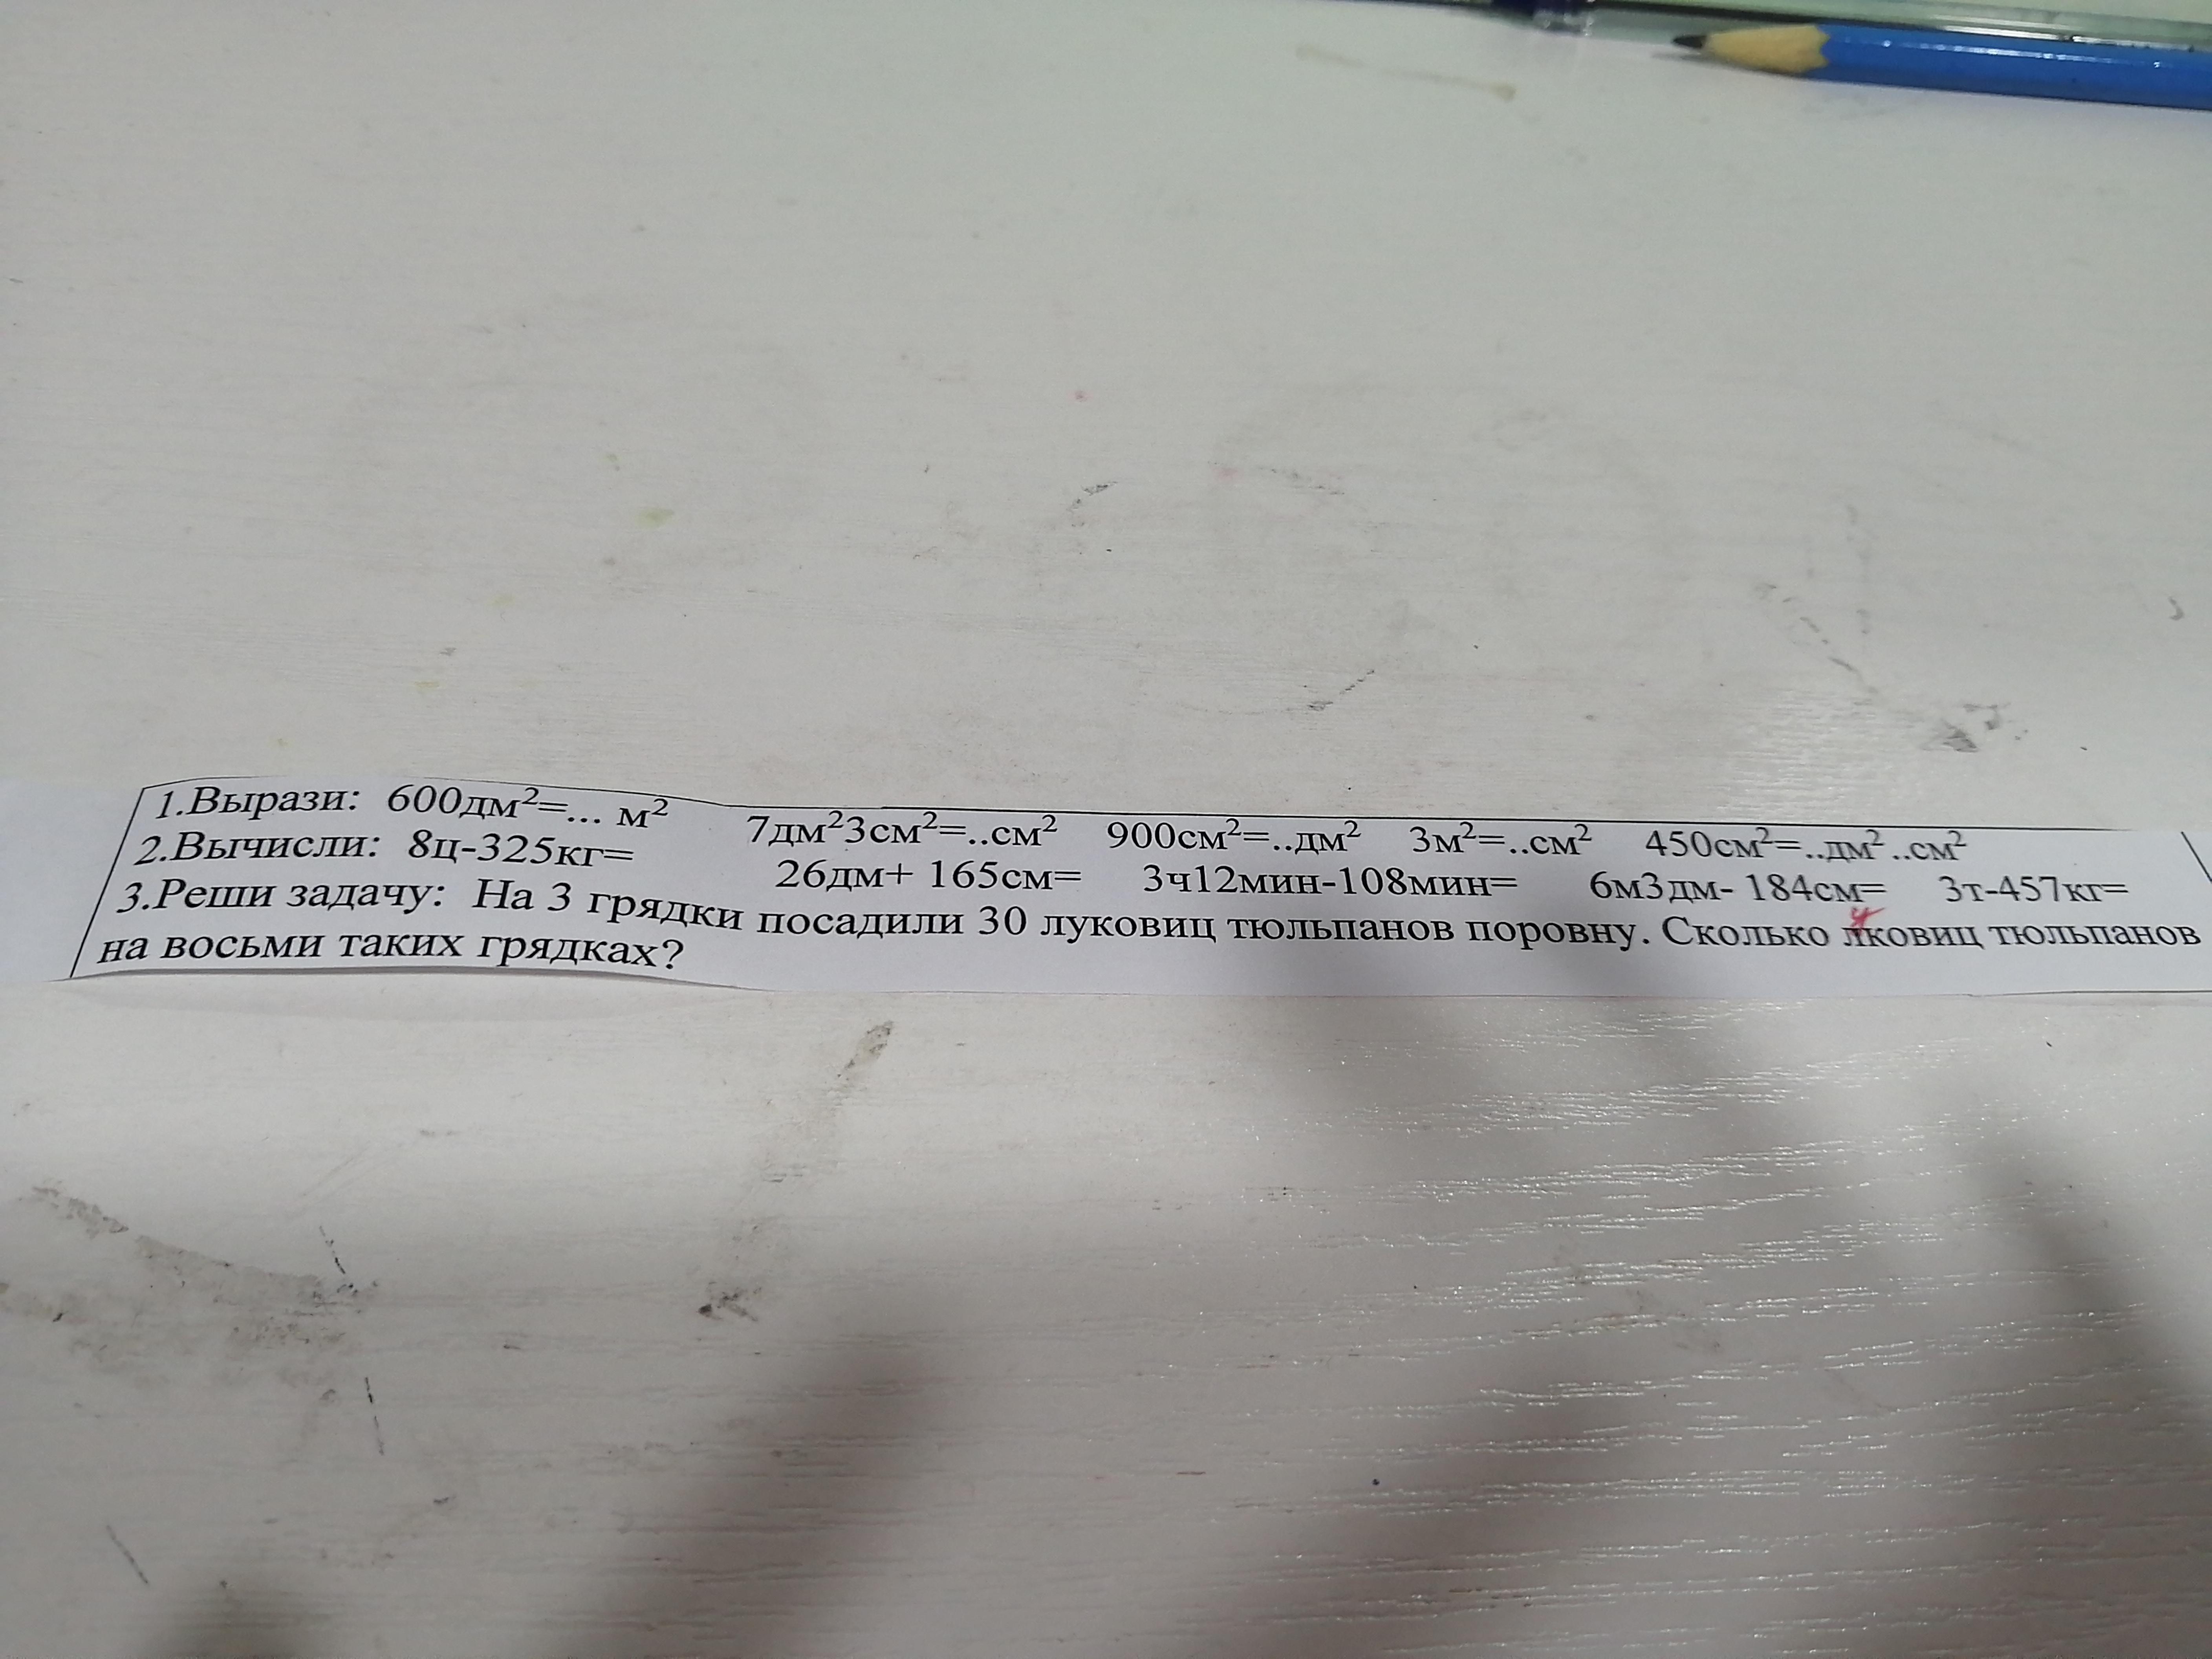 1.Вырази: 600дм²=... м² 7дм²3см²=..см² 900см²=..дм² 3м²=..см² 450см²=..дм² ..см²
2.Вычисли: 8ц-325кг= 26дм+ 165см= 3ч12мин-108мин= 6м3дм- 184см= 3т-457кг=
3.Реши задачу: На 3 грядки посадили 30 луковиц тюльпанов поровну. Сколько лковиц тюльпанов
у
на восьми таких грядках?